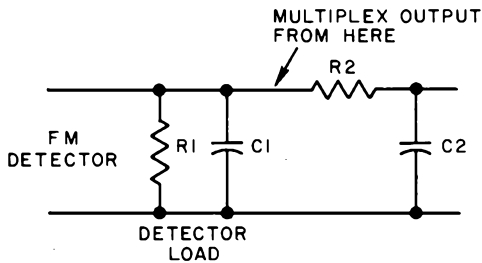 MULTIPLEX OUTPUT
FROM HERE
R2
FM
DETECTOR
R1
C1
C2
DETECTOR
LOAD